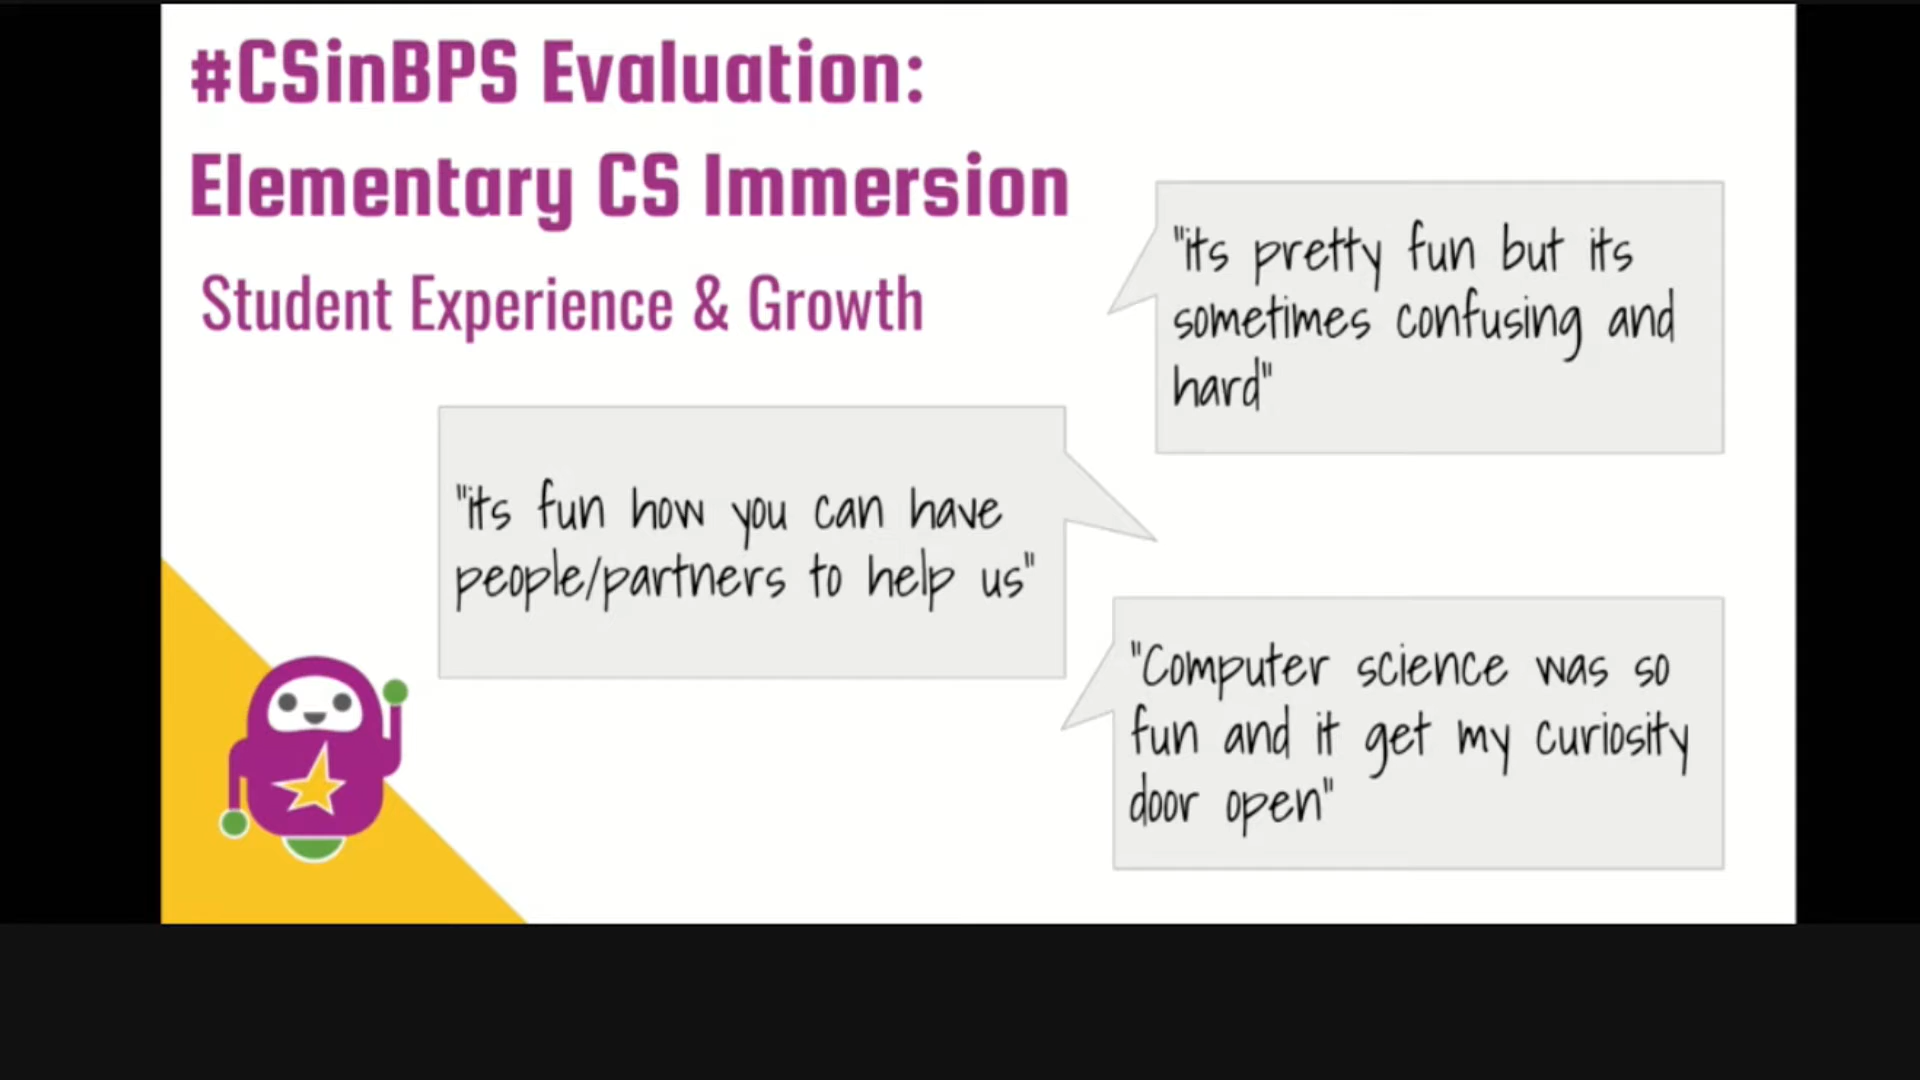 #CSinBPS Evaluation:
Elementary CS Immersion
Student Experience & Growth
"its pretty fun but its
sometimes confusing and
hard"
"its fun how you can have
people/partners to help us"
"Computer science was so
fun and it get my curiosity
door open"